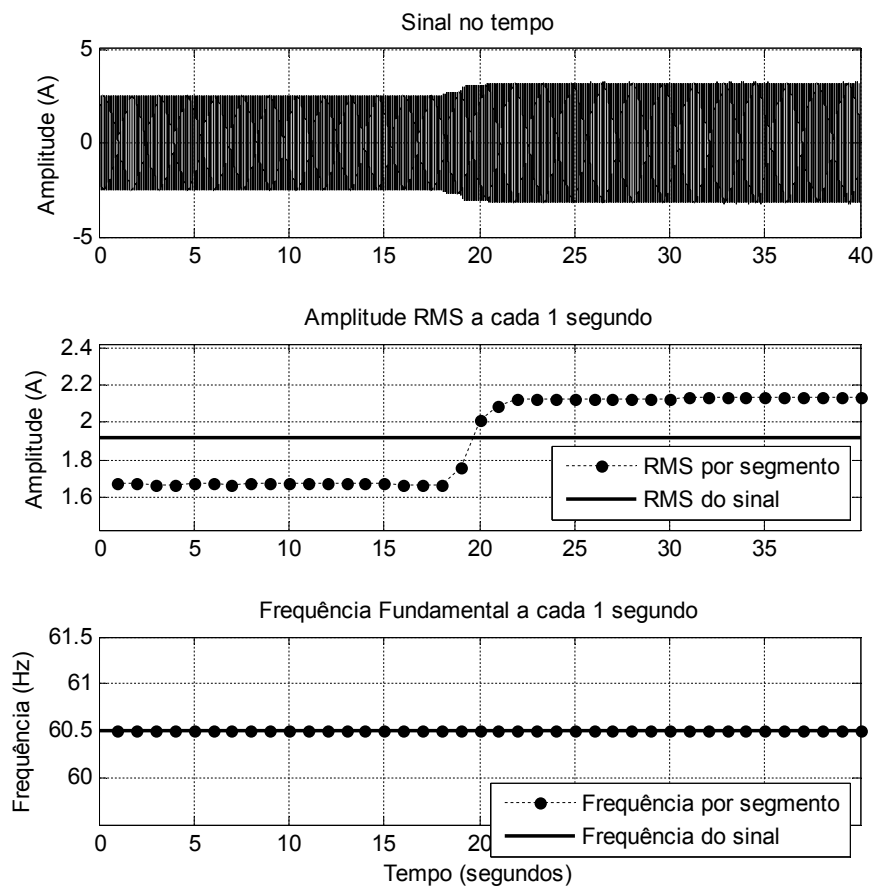 Sinal no tempo
Amplitude (A)
5
0
-5
0 5 10 15 20 25 30 35 40
Amplitude RMS a cada 1 segundo
Amplitude (A)
2.4
2.2
2
1.8
1.6
RMS por segmento
RMS do sinal
0 5 10 15 20 25 30 35
Frequência Fundamental a cada 1 segundo
Frequência (Hz)
61.5
61
60.5
60
Frequência por segmento
Frequência do sinal
0 5 10 15 20
Tempo (segundos)